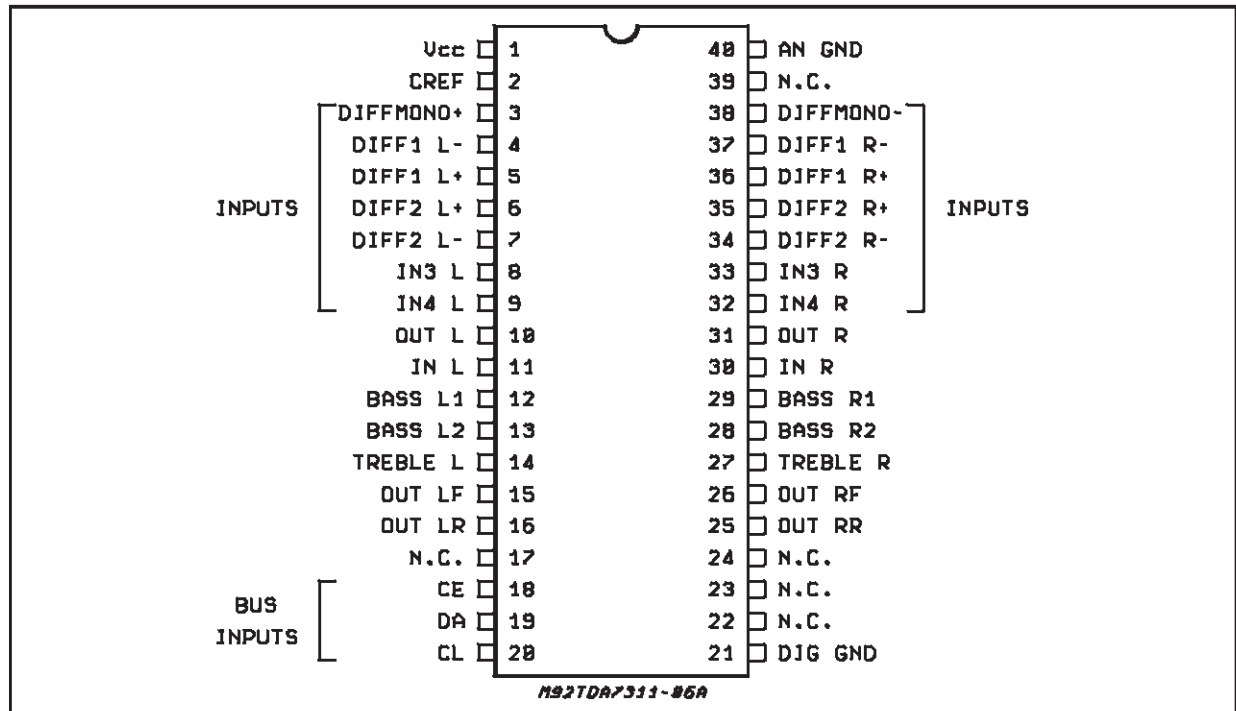 Vcc 1 40 AN GND
CREF 2 39 N.C.
DIFFMONO+ 3 38 DIFFMONO-
DIFF1 L- 4 37 DIFF1 R-
DIFF1 L+ 5 36 DIFF1 R+
INPUTS DIFF2 L+ 6 35 DIFF2 R+ INPUTS
DIFF2 L- 7 34 DIFF2 R-
IN3 L 8 33 IN3 R
IN4 L 9 32 IN4 R
OUT L 10 31 OUT R
IN L 11 30 IN R
BASS L1 12 29 BASS R1
BASS L2 13 28 BASS R2
TREBLE L 14 27 TREBLE R
OUT LF 15 26 OUT RF
OUT LR 16 25 OUT RR
N.C. 17 24 N.C.
CE 18 23 N.C.
BUS
DA 19 22 N.C.
INPUTS
CL 20 21 DIG GND
M92TDA7311-06A